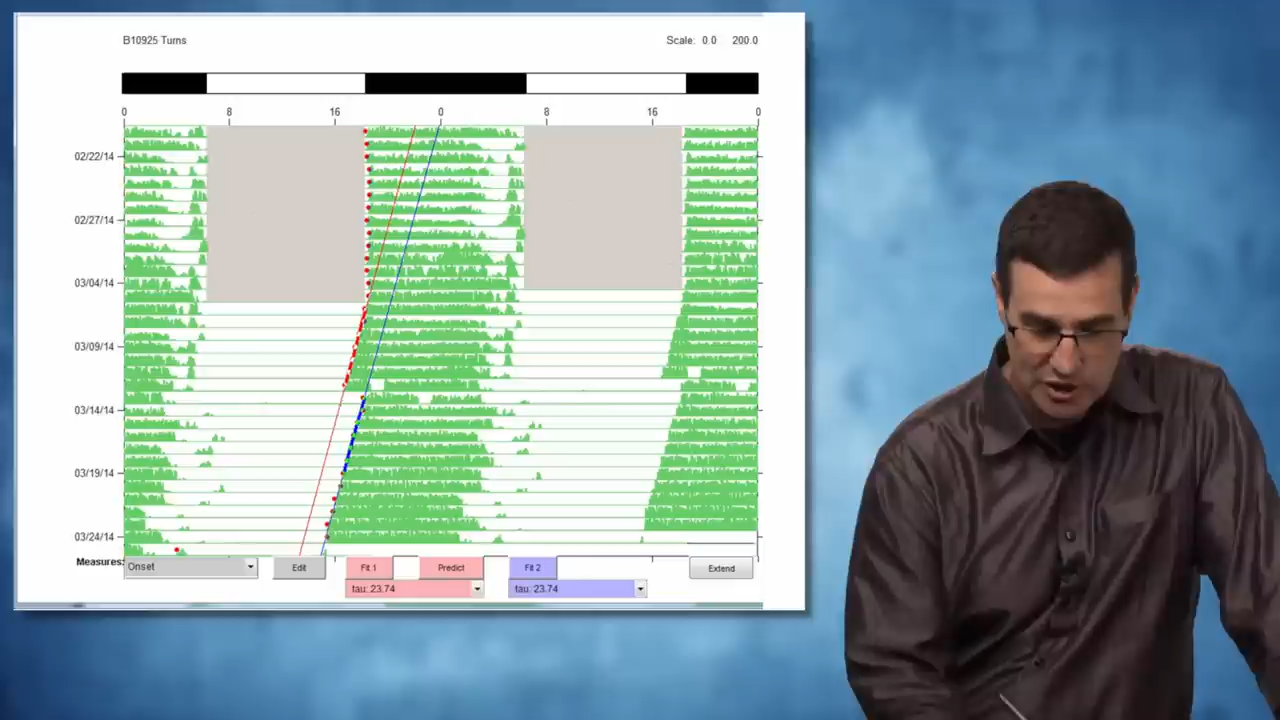 B10925 Turns Scale: 0.0 200.0
0 8 16 0 8 16 0
02/22/14
02/27/14
03/04/14
03/09/14
03/14/14
03/19/14
03/24/14
Measures: Onset Edit Fit 1 Predict Fit 2 Extend
tau: 23.74 tau: 23.74